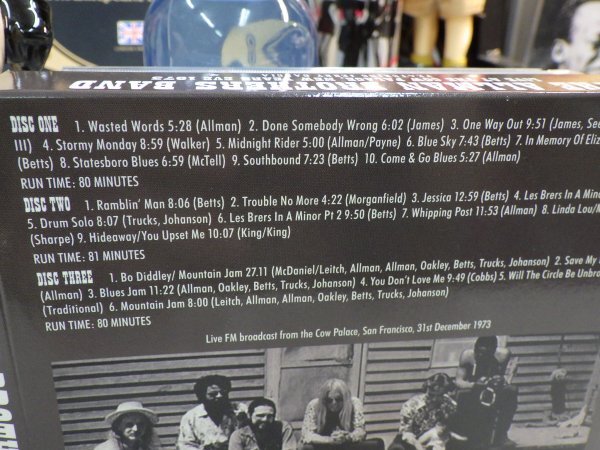 ALLMAN BROTHERS BAND
DISC ONE 1. Wasted Words 5:28 (Allman) 2. Done Somebody Wrong 6:02 (James) 3. One Way Out 9:51 (James, See
III) 4. Stormy Monday 8:59 (Walker) 5. Midnight Rider 5:00 (Allman/Payne) 6. Blue Sky 7:43 (Betts) 7. In Memory Of Eliz
(Betts) 8. Statesboro Blues 6:59 (McTell) 9. Southbound 7:23 (Betts) 10. Come & Go Blues 5:27 (Allman)
RUN TIME: 80 MINUTES
DISC TWO 1. Ramblin' Man 8:06 (Betts) 2. Trouble No More 4:22 (Morganfield) 3. Jessica 12:59 (Betts) 4. Les Brers In A Mino
5. Drum Solo 8:07 (Trucks, Johanson) 6. Les Brers In A Minor Pt 2 9:50 (Betts) 7. Whipping Post 11:53 (Allman) 8. Linda Lou/M
(Sharpe) 9. Hideaway/You Upset Me 10:07 (King/King)
RUN TIME: 81 MINUTES
DISC THREE 1. Bo Diddley/ Mountain Jam 27.11 (McDaniel/Leitch, Allman, Allman, Oakley, Betts, Trucks, Johanson) 2. Save My
(Allman) 3. Blues Jam 11:22 (Allman, Oakley, Betts, Trucks, Johanson) 4. You Don't Love Me 9:49 (Cobbs) 5. Will The Circle Be Unbro
(Traditional) 6. Mountain Jam 8:00 (Leitch, Allman, Allman, Oakley, Betts, Trucks, Johanson)
RUN TIME: 80 MINUTES
Live FM broadcast from the Cow Palace, San Francisco, 31st December 1973